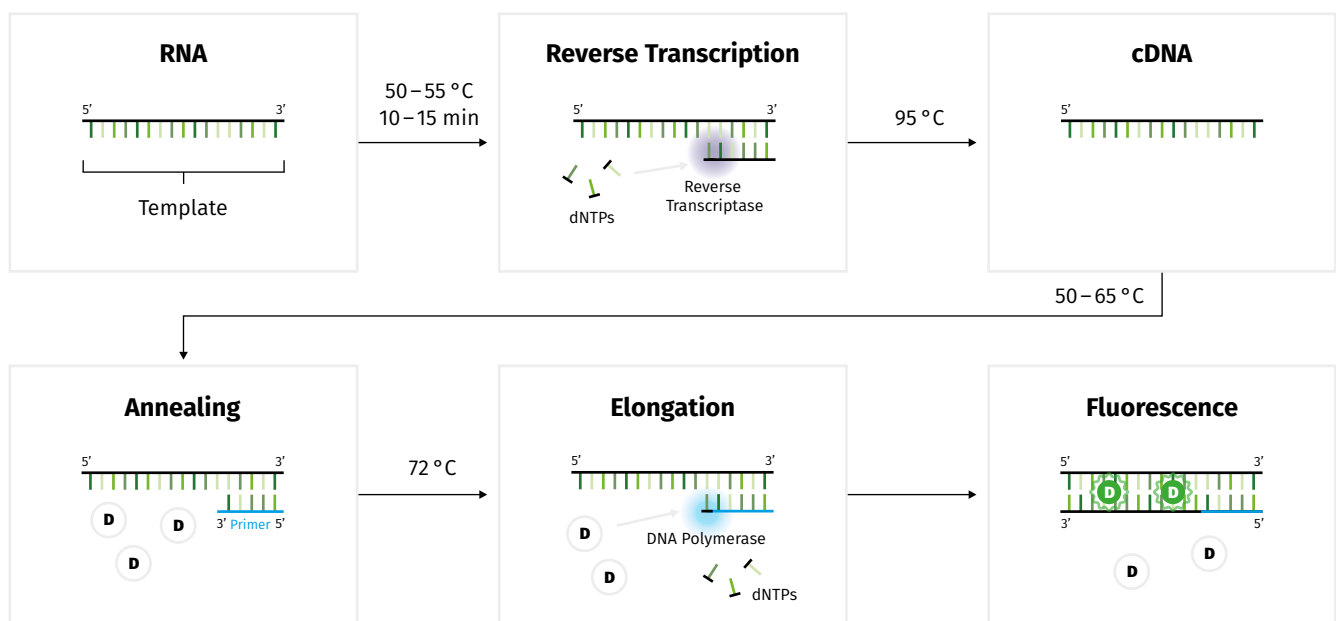 RNA
5’ 3’
Template
50 – 55 °C
10 – 15 min
Reverse Transcription
5’ 3’
dNTPs
Reverse
Transcriptase
95 °C
cDNA
5’ 3’
50 – 65 °C
Annealing
5’ 3’
D D
3’ Primer 5’
D
72 °C
Elongation
5’ 3’
D
DNA Polymerase
D
dNTPs
Fluorescence
5’ 3’
D D
3’ 5’
D D